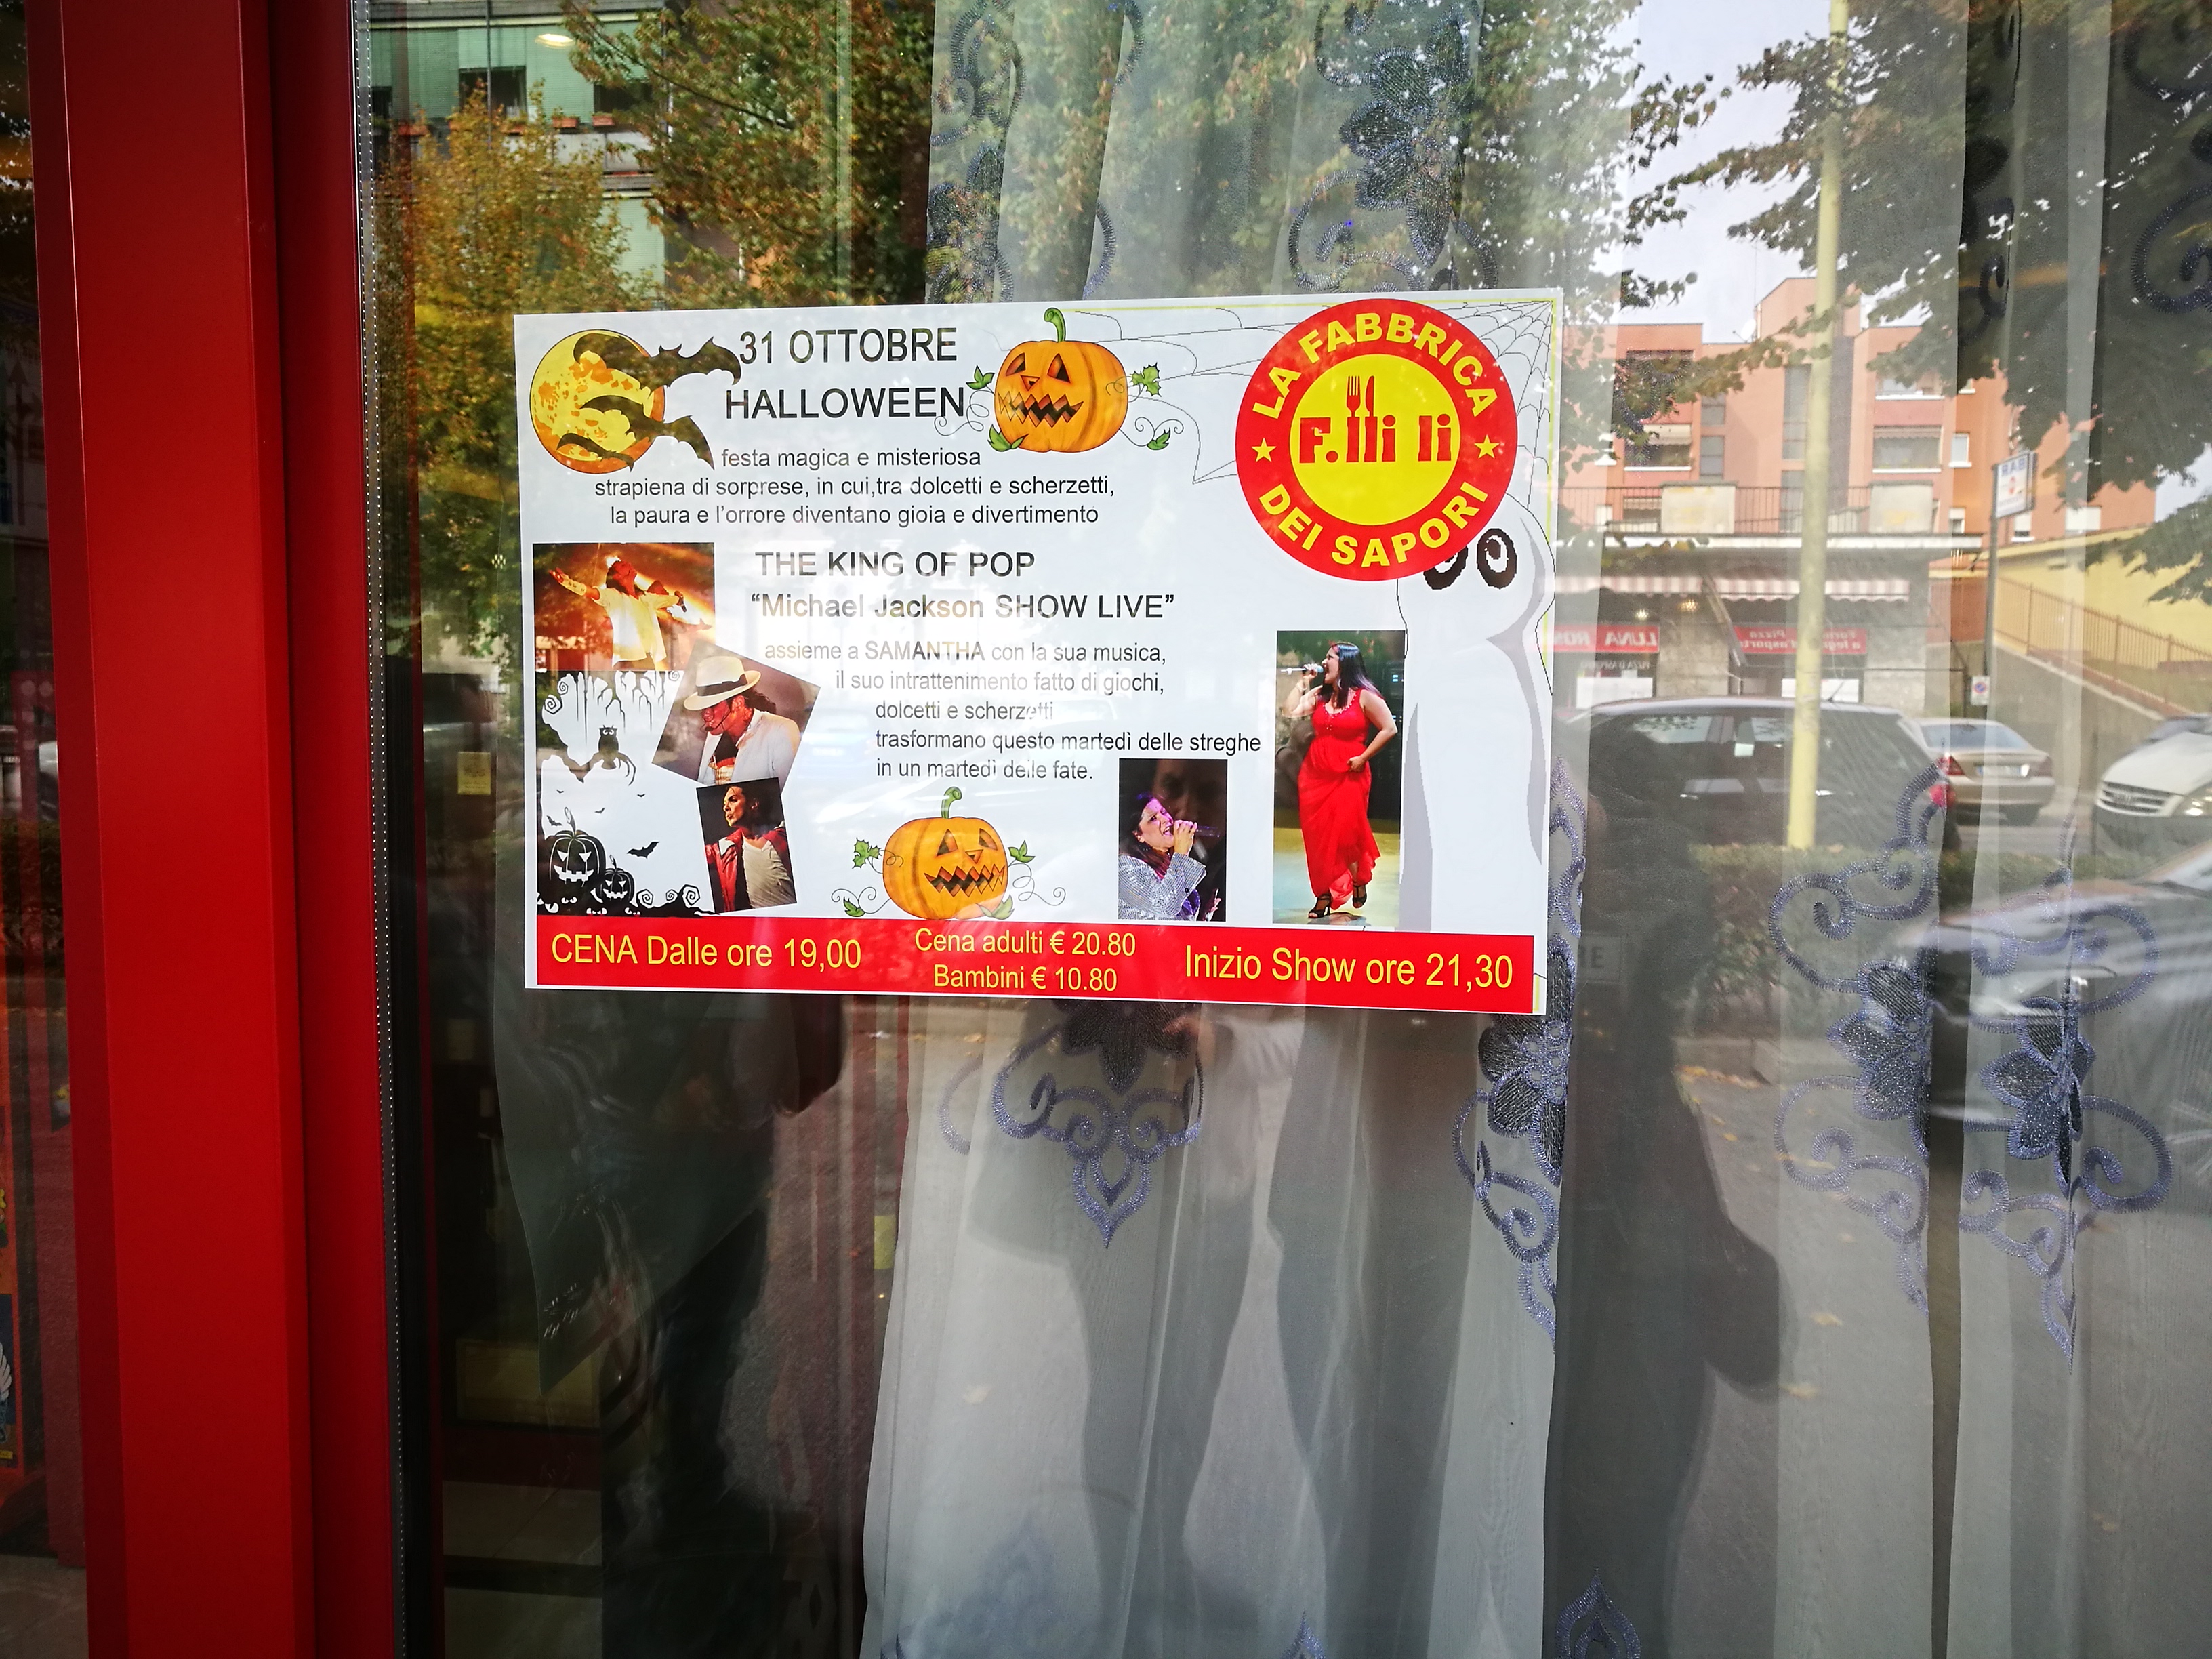 31 OTTOBRE
HALLOWEEN
festa magica e misteriosa
strapiena di sorprese, in cui,tra dolcetti e scherzetti,
la paura e l'orrore diventano gioia e divertimento
LA FABBRICA
F.lli li
DEI SAPORI
THE KING OF POP
“Michael Jackson SHOW LIVE”
assieme a SAMANTHA con la sua musica,
il suo intrattenimento fatto di giochi,
dolcetti e scherzetti
trasformano questo martedì delle streghe
in un martedì delle fate.
CENA Dalle ore 19,00
Cena adulti € 20.80
Bambini € 10.80
Inizio Show ore 21,30
LUNA
Pizza